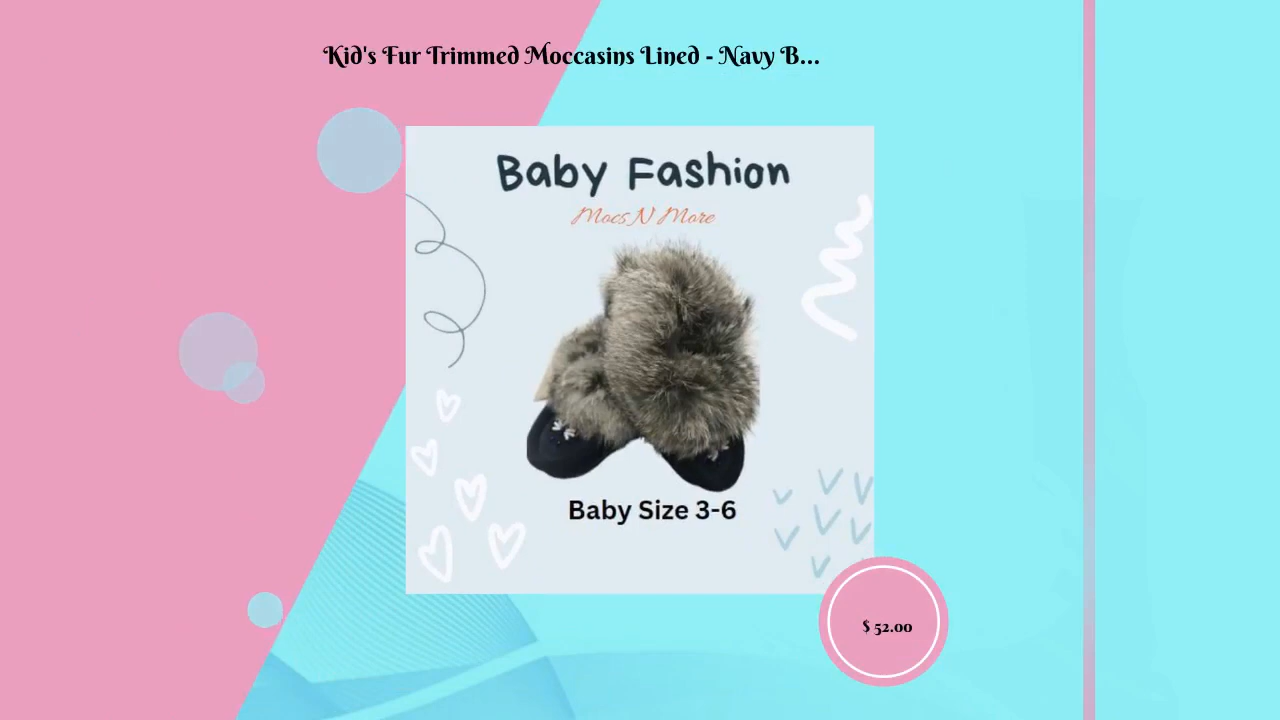 Kid's Fur Trimmed Moccasins Lined - Navy B...
Baby Fashion
Mocs N More
Baby Size 3-6
$ 52.00